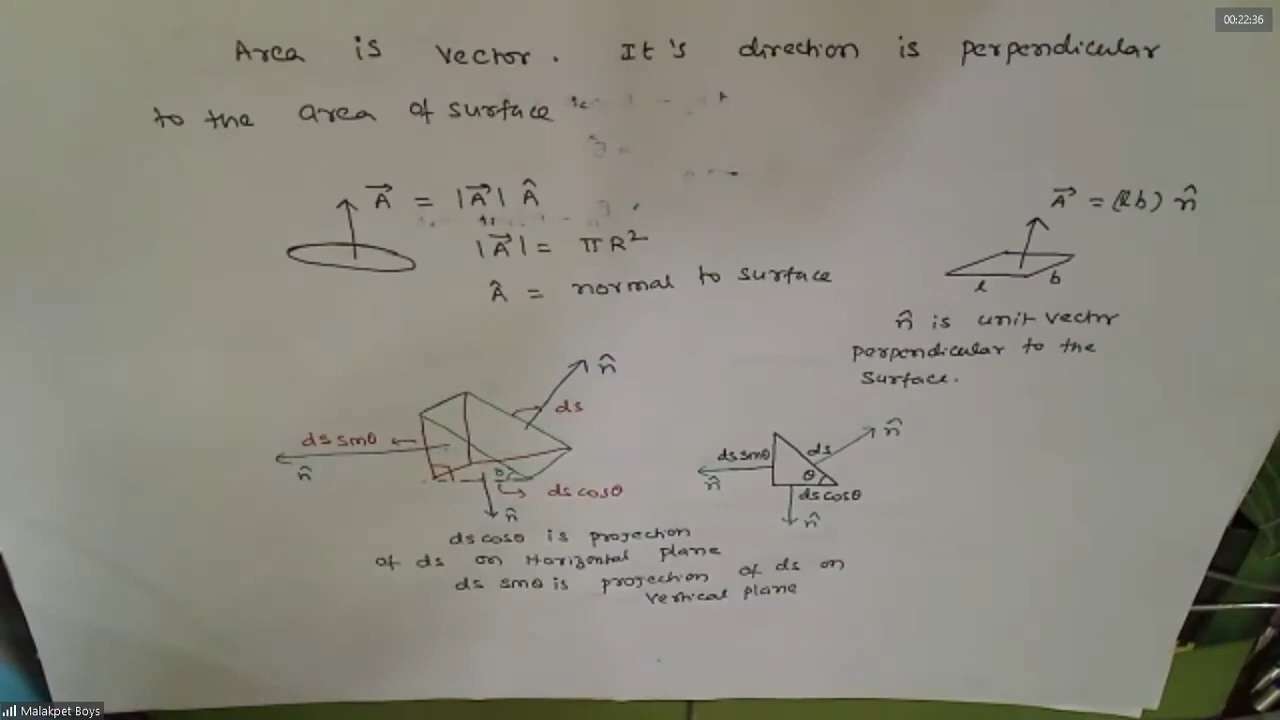 00:22:36
Area is vector. It's direction is perpendicular
to the area of surface
A⃗ = |A⃗| Â
|A⃗| = πR²
Â = normal to surface
A⃗ = (lb) n̂
l
b
n̂ is unit vector
perpendicular to the
surface.
n̂
ds
ds sinθ
n̂
θ
ds cosθ
n̂
n̂
ds
ds sinθ
θ
n̂
ds cosθ
n̂
ds cosθ is projection
of ds on Horizontal plane
ds sinθ is projection of ds on
vertical plane
Malakpet Boys